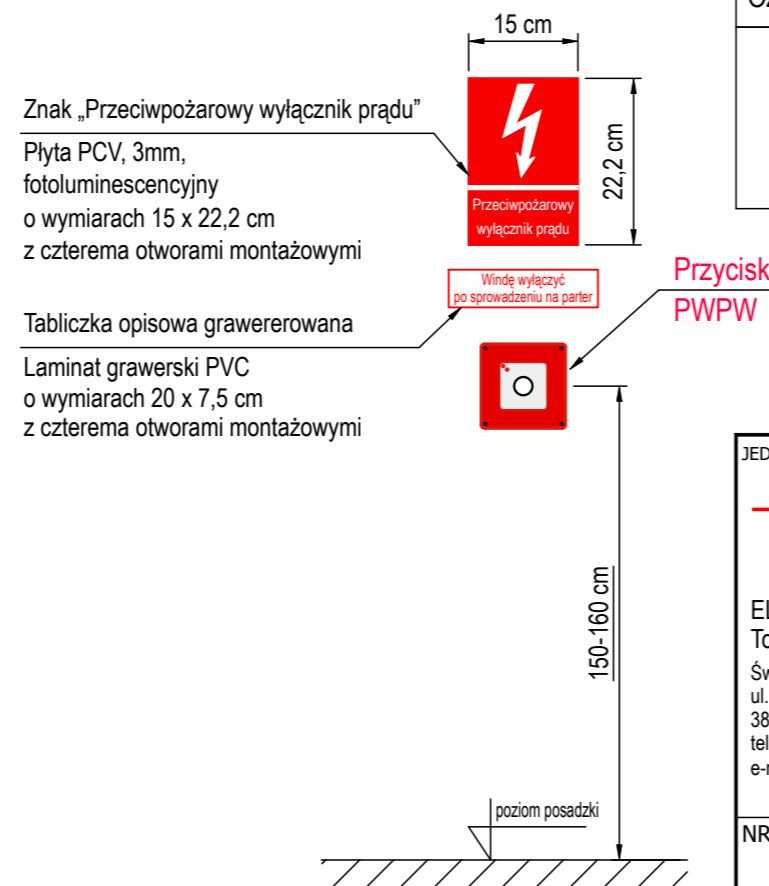 15 cm
Znak „Przeciwpożarowy wyłącznik prądu”
Płyta PCV, 3mm,
fotoluminescencyjny
o wymiarach 15 x 22,2 cm
z czterema otworami montażowymi
22,2 cm
Przeciwpożarowy
wyłącznik prądu
Windę wyłączyć
po sprowadzeniu na parter
Przycisk
PWPW
Tabliczka opisowa grawererowana
Laminat grawerski PVC
o wymiarach 20 x 7,5 cm
z czterema otworami montażowymi
150-160 cm
poziom posadzki
ul.
38
tel
NR